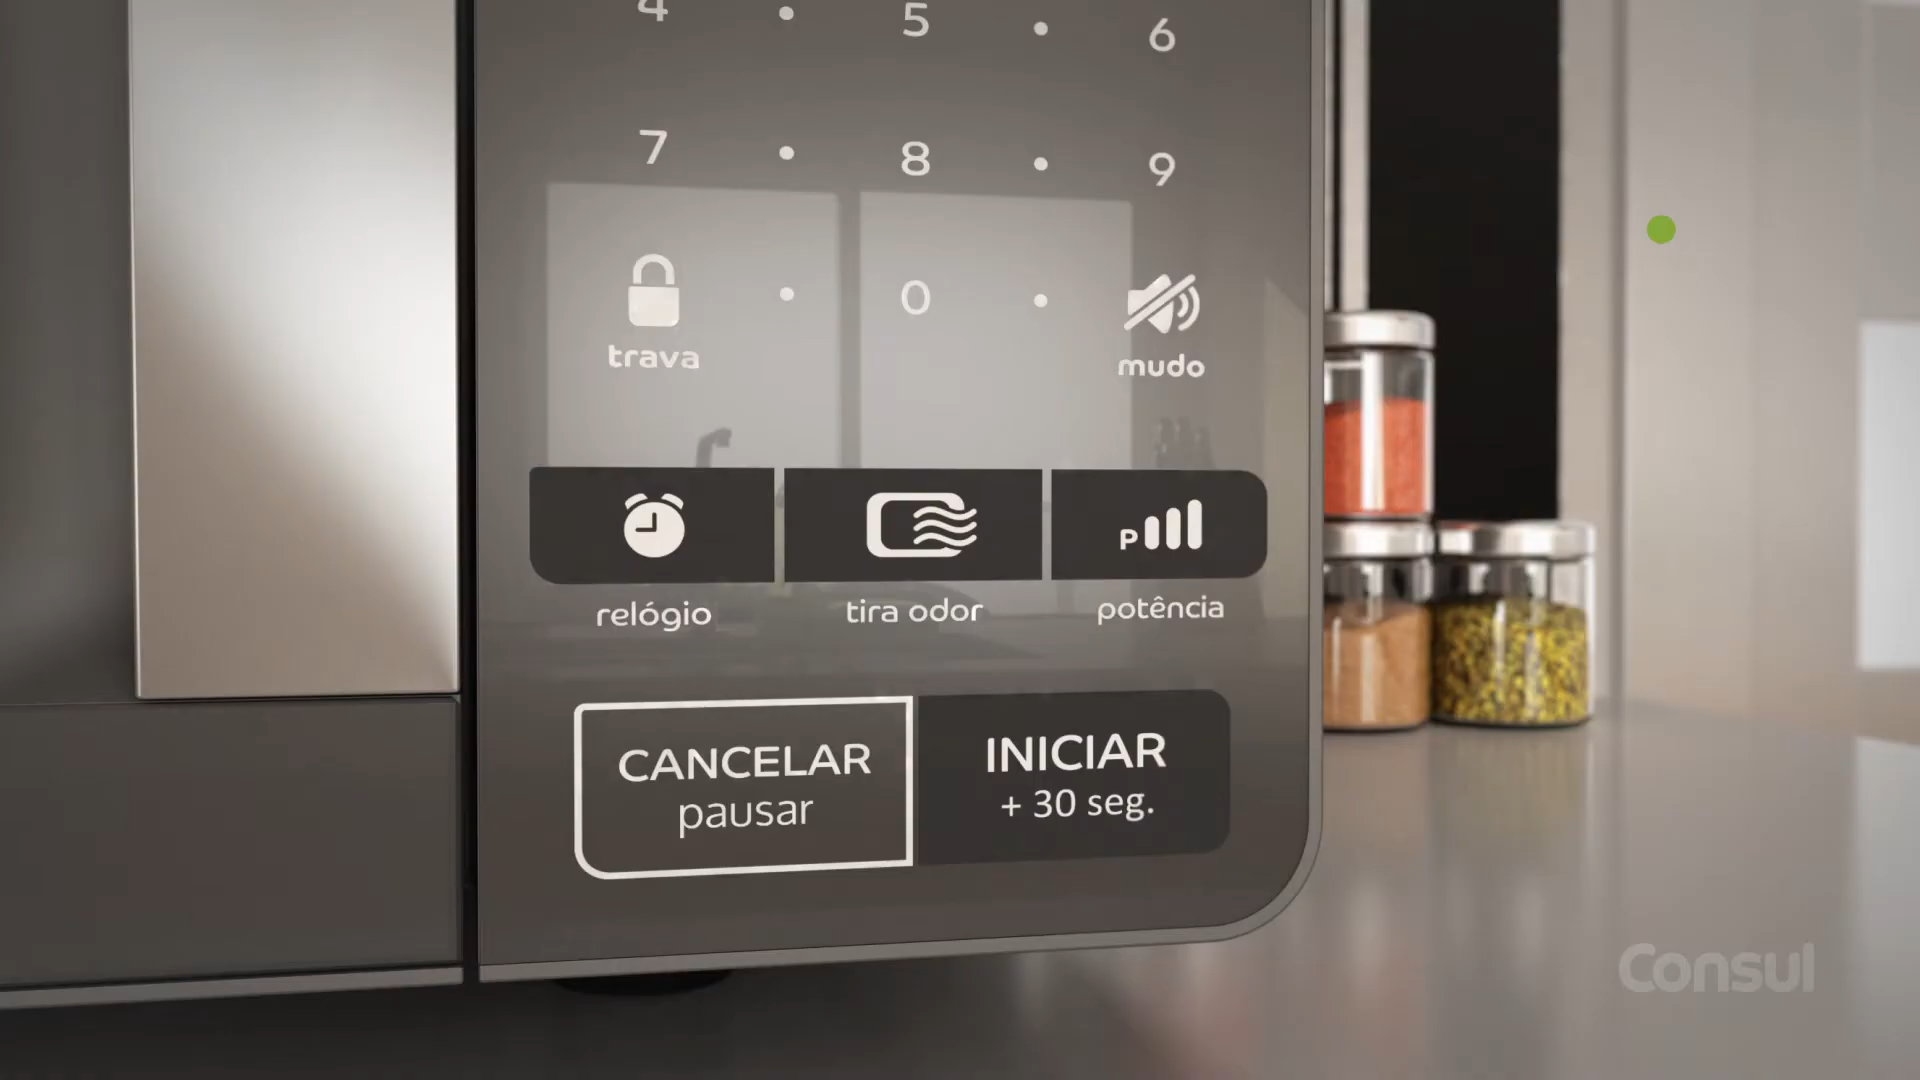 4 5 6
7 8 9
0
trava
mudo
P
relógio
tira odor
potência
CANCELAR
pausar
INICIAR
+ 30 seg.
Consul